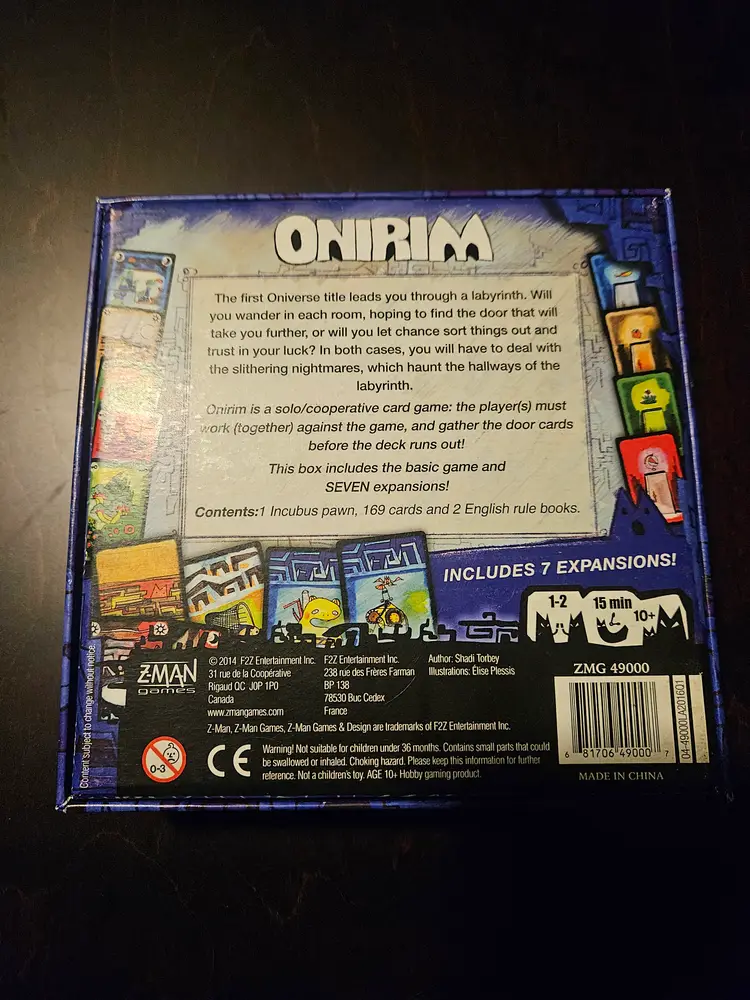 ONIRIM
The first Oniverse title leads you through a labyrinth. Will
you wander in each room, hoping to find the door that will
take you further, or will you let chance sort things out and
trust in your luck? In both cases, you will have to deal with
the slithering nightmares, which haunt the hallways of the
labyrinth.
Onirim is a solo/cooperative card game: the player(s) must
work (together) against the game, and gather the door cards
before the deck runs out!
This box includes the basic game and
SEVEN expansions!
Contents:1 Incubus pawn, 169 cards and 2 English rule books.
INCLUDES 7 EXPANSIONS!
1-2
15 min
10+
Z-MAN
games
© 2014 F2Z Entertainment Inc.
31 rue de la Coopérative
Rigaud QC J0P 1P0
Canada
www.zmangames.com
F2Z Entertainment Inc.
238 rue des Frères Farman
BP 138
78530 Buc Cedex
France
Author: Shadi Torbey
Illustrations: Élise Plessis
Z-Man, Z-Man Games, Z-Man Games & Design are trademarks of F2Z Entertainment Inc.
0-3
CE
Warning! Not suitable for children under 36 months. Contains small parts that could
be swallowed or inhaled. Choking hazard. Please keep this information for further
reference. Not a children's toy. AGE 10+ Hobby gaming product.
ZMG 49000
6 81706 49000 7
MADE IN CHINA
04-49000LA201601
Content subject to change without notice.